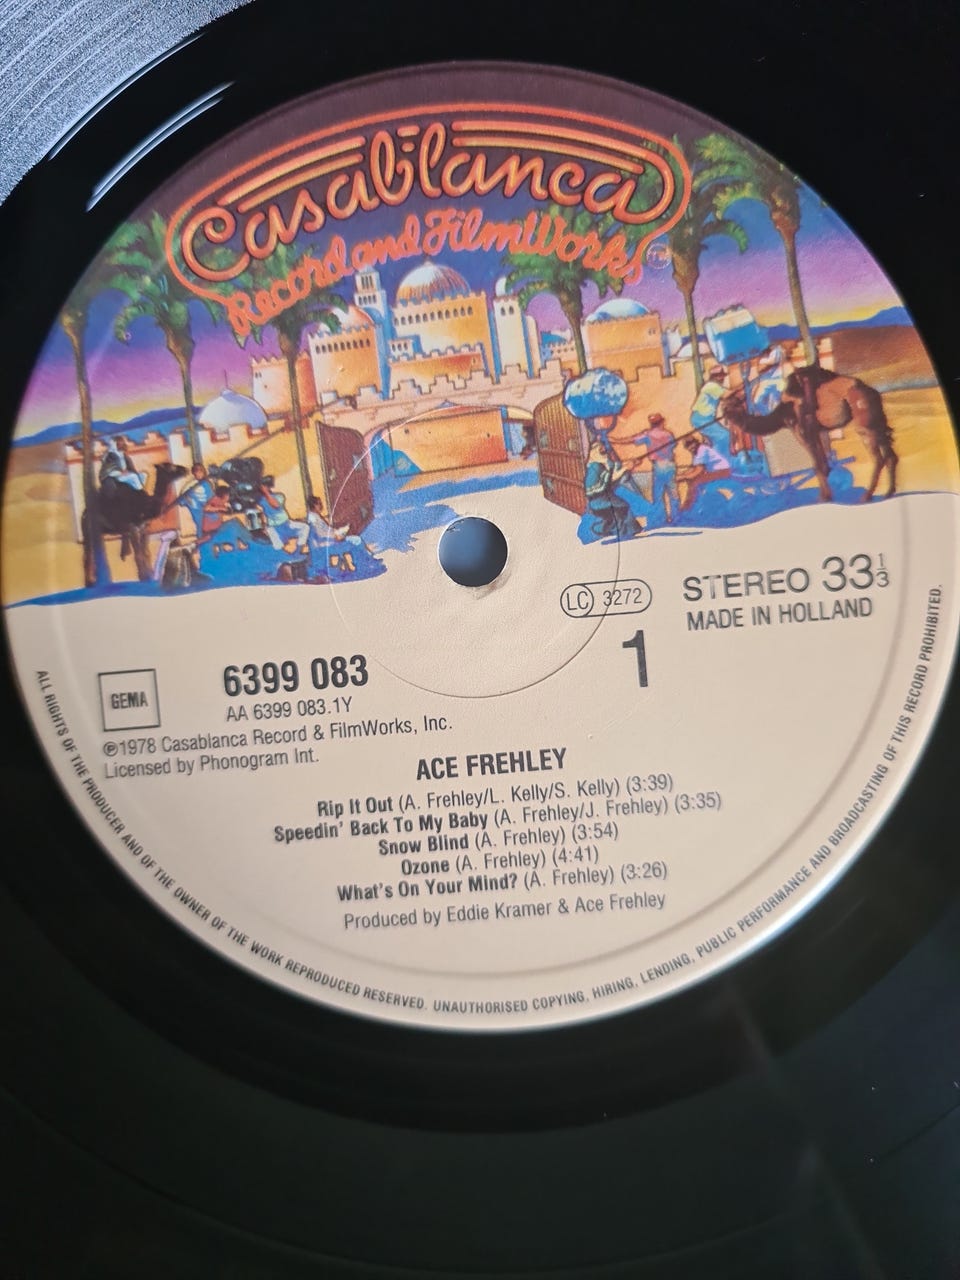 Casablanca
Record and FilmWorks TM
LC 3272
STEREO 33 1/3
MADE IN HOLLAND
1
GEMA
6399 083
AA 6399 083.1Y
℗1978 Casablanca Record & FilmWorks, Inc.
Licensed by Phonogram Int.
ACE FREHLEY
Rip It Out (A. Frehley/L. Kelly/S. Kelly) (3:39)
Speedin' Back To My Baby (A. Frehley/J. Frehley) (3:35)
Snow Blind (A. Frehley) (3:54)
Ozone (A. Frehley) (4:41)
What's On Your Mind? (A. Frehley) (3:26)
Produced by Eddie Kramer & Ace Frehley
ALL RIGHTS OF THE PRODUCER AND OF THE OWNER OF THE WORK REPRODUCED RESERVED. UNAUTHORISED COPYING, HIRING, LENDING, PUBLIC PERFORMANCE AND BROADCASTING OF THIS RECORD PROHIBITED.